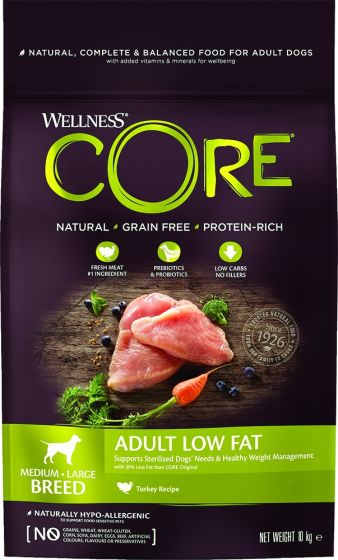 NATURAL, COMPLETE & BALANCED FOOD FOR ADULT DOGS
with added vitamins & minerals for wellbeing
WELLNESS®
CORE®
NATURAL GRAIN FREE PROTEIN-RICH
FRESH MEAT
#1 INGREDIENT
PREBIOTICS
& PROBIOTICS
LOW CARBS
NO FILLERS
Since
1926
ADULT LOW FAT
Supports Sterilized Dogs' Needs & Healthy Weight Management
with 30% Less Fat than CORE Original
MEDIUM • LARGE
BREED
Turkey Recipe
NATURALLY HYPO-ALLERGENIC
TO SUPPORT FOOD SENSITIVE PETS
[NO GRAIN, WHEAT, WHEAT-GLUTEN,
CORN, SOYA, DAIRY, EGGS, BEEF, ARTIFICIAL
COLOURS, FLAVOURS OR PRESERVATIVES]
NET WEIGHT 10 kg e